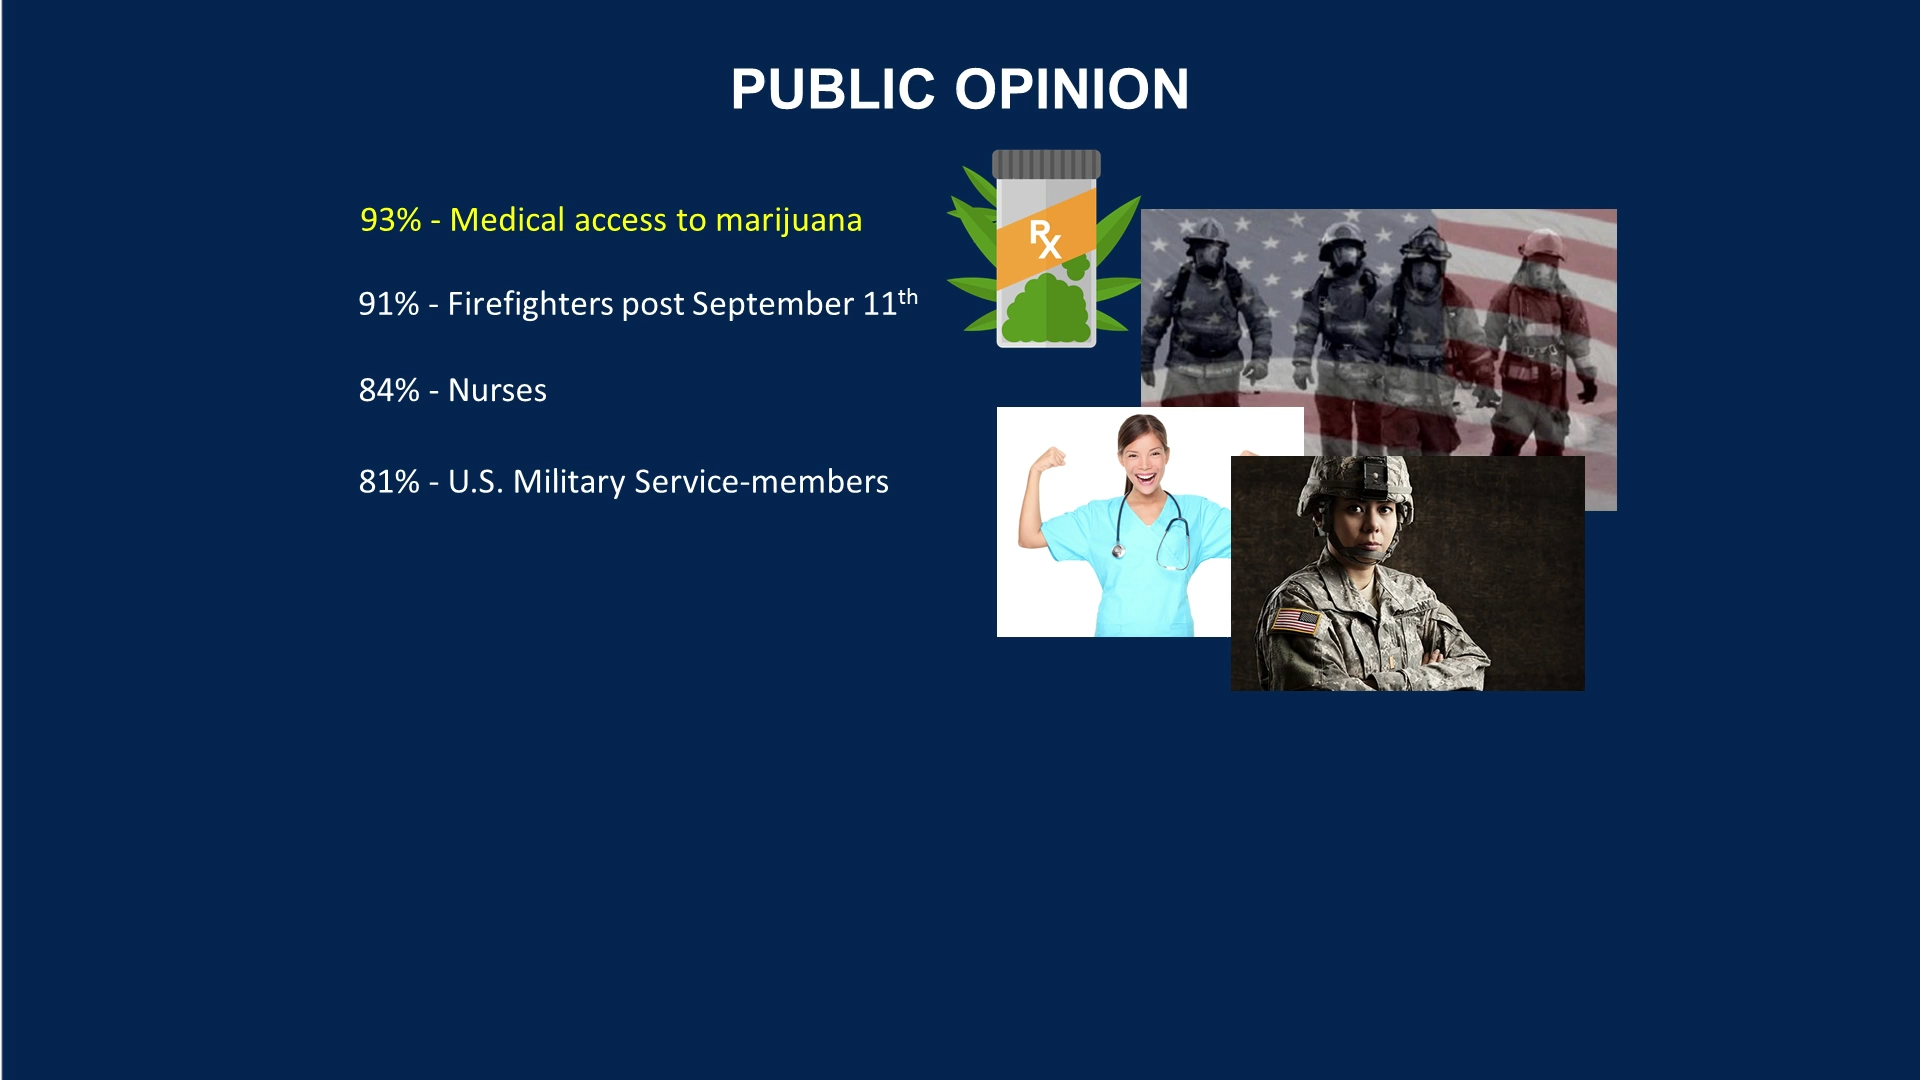 PUBLIC OPINION
93% - Medical access to marijuana
91% - Firefighters post September 11th
84% - Nurses
81% - U.S. Military Service-members
Rx